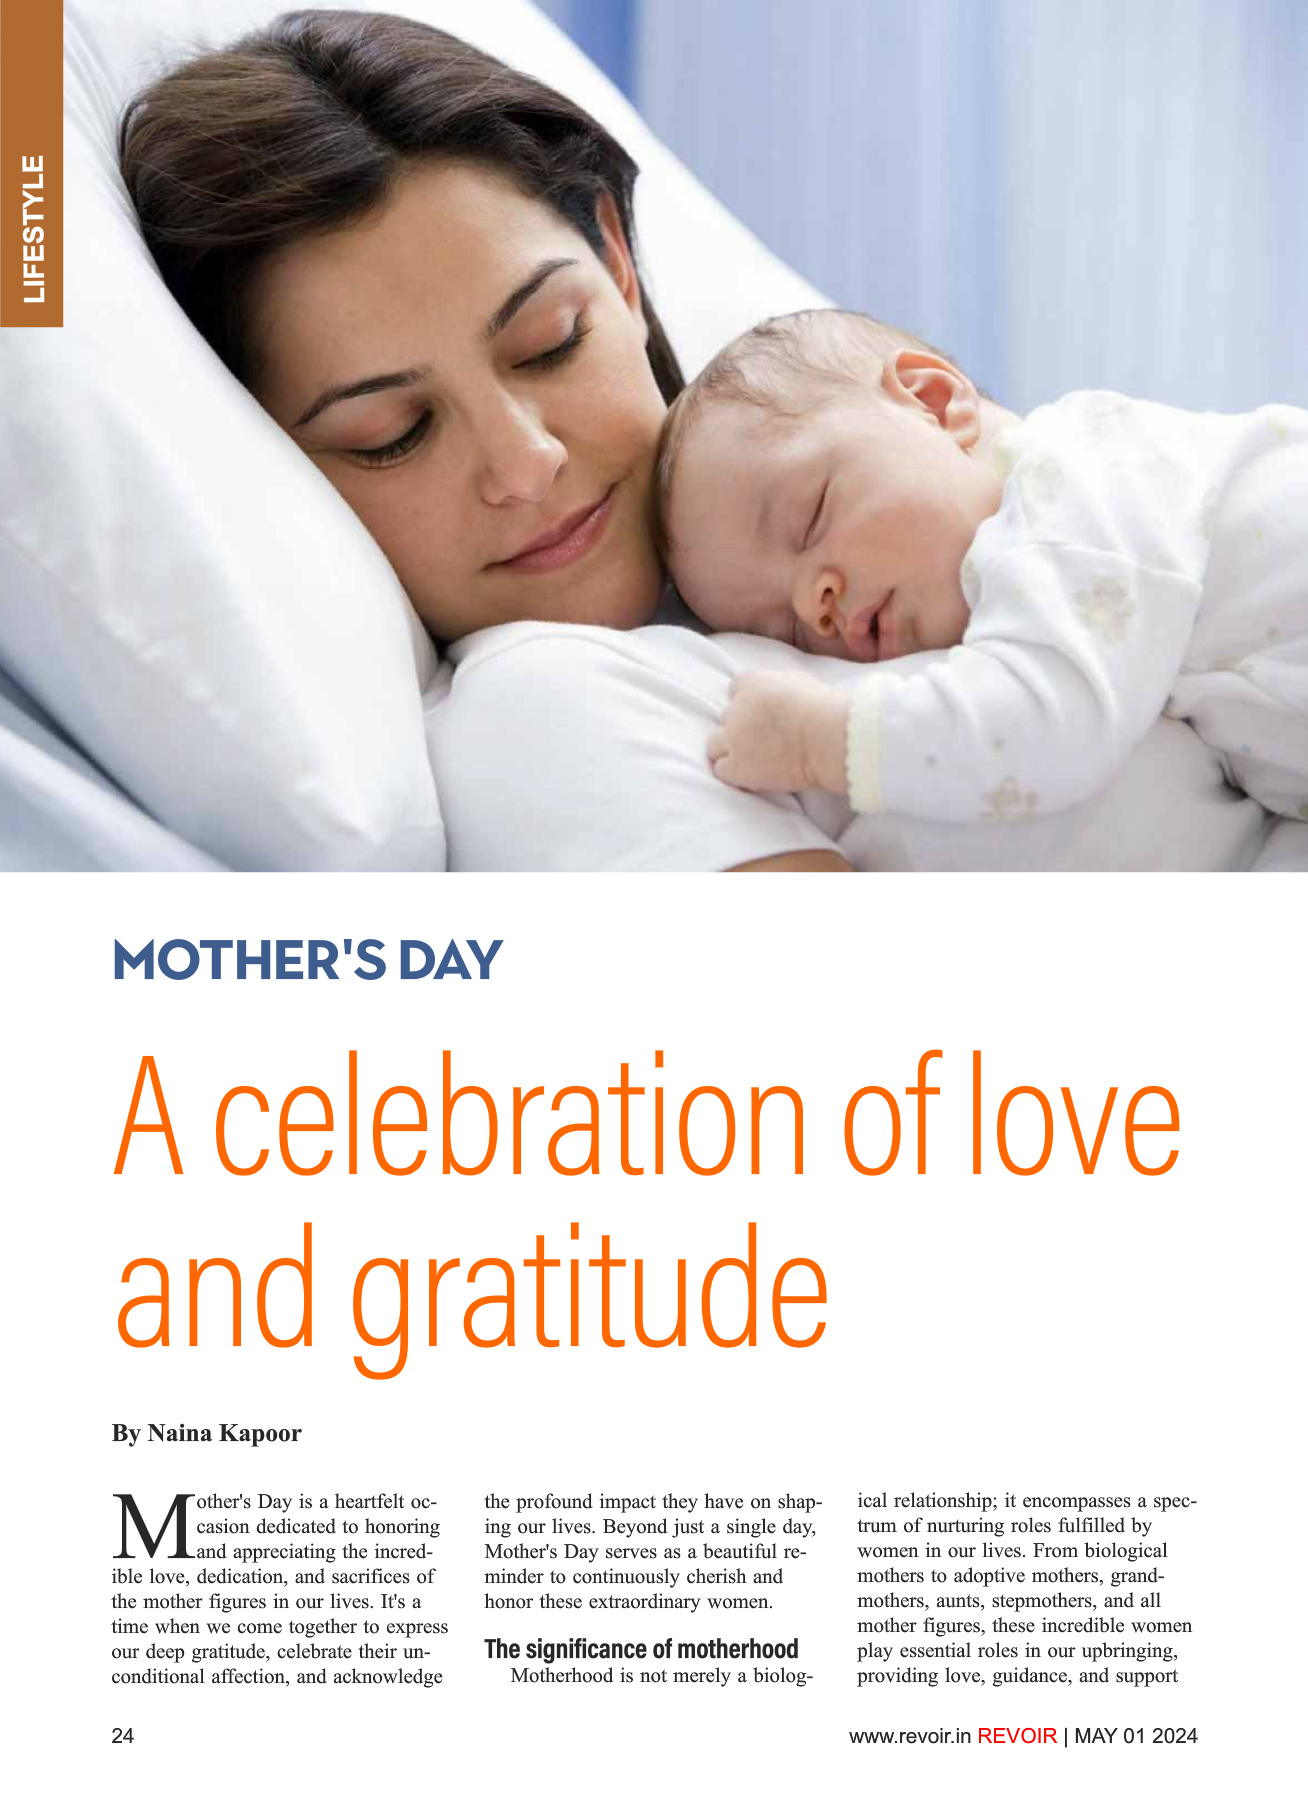 LIFESTYLE
MOTHER'S DAY
A celebration of love
and gratitude
By Naina Kapoor
Mother's Day is a heartfelt oc-
casion dedicated to honoring
and appreciating the incred-
ible love, dedication, and sacrifices of
the mother figures in our lives. It's a
time when we come together to express
our deep gratitude, celebrate their un-
conditional affection, and acknowledge
the profound impact they have on shap-
ing our lives. Beyond just a single day,
Mother's Day serves as a beautiful re-
minder to continuously cherish and
honor these extraordinary women.
The significance of motherhood
Motherhood is not merely a biolog-
ical relationship; it encompasses a spec-
trum of nurturing roles fulfilled by
women in our lives. From biological
mothers to adoptive mothers, grand-
mothers, aunts, stepmothers, and all
mother figures, these incredible women
play essential roles in our upbringing,
providing love, guidance, and support
24
www.revoir.in REVOIR | MAY 01 2024